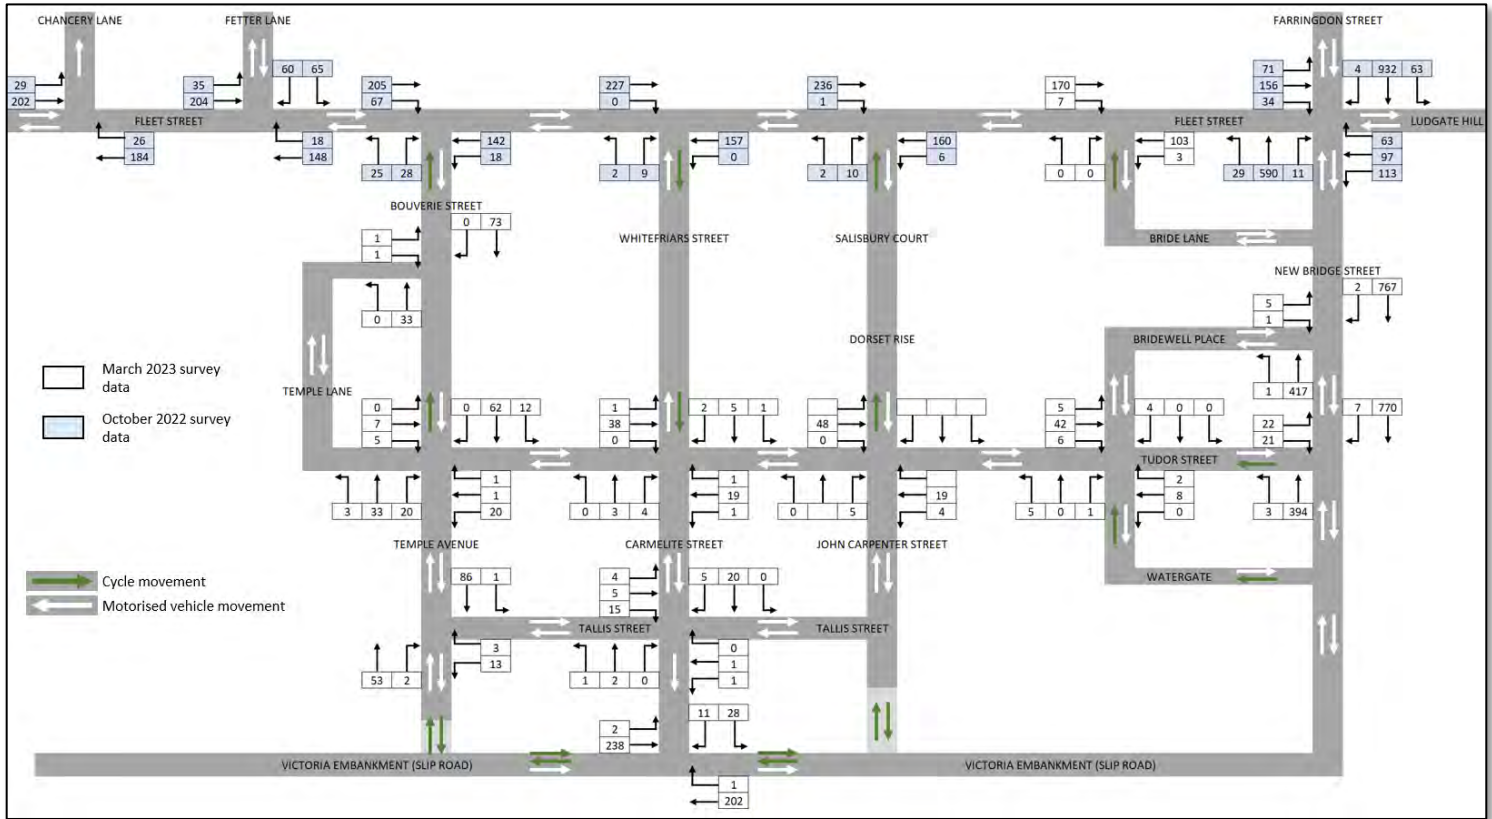 CHANCERY LANE
FETTER LANE
FARRINGDON STREET
29
202
35
204
60 65
205
67
227
0
236
1
170
7
71
156
34
4 932 63
FLEET STREET
FLEET STREET
LUDGATE HILL
26
184
18
148
25 28
142
18
2 9
157
0
2 10
160
6
0 0
103
3
29 590 11
63
97
113
BOUVERIE STREET
0 73
1
1
WHITEFRIARS STREET
SALISBURY COURT
BRIDE LANE
NEW BRIDGE STREET
2 767
5
1
0 33
DORSET RISE
BRIDEWELL PLACE
March 2023 survey
data
October 2022 survey
data
TEMPLE LANE
1 417
0
7
5
0 62 12
1
38
0
2 5 1
48
0
5
42
6
4 0 0
22
21
7 770
TUDOR STREET
3 33 20
1
1
20
0 3 4
1
19
1
0 5
19
4
5 0 1
2
8
0
3 394
TEMPLE AVENUE
CARMELITE STREET
JOHN CARPENTER STREET
Cycle movement
Motorised vehicle movement
86 1
4
5
15
5 20 0
WATERGATE
TALLIS STREET
TALLIS STREET
53 2
3
13
1 2 0
0
1
1
2
238
11 28
VICTORIA EMBANKMENT (SLIP ROAD)
VICTORIA EMBANKMENT (SLIP ROAD)
1
202